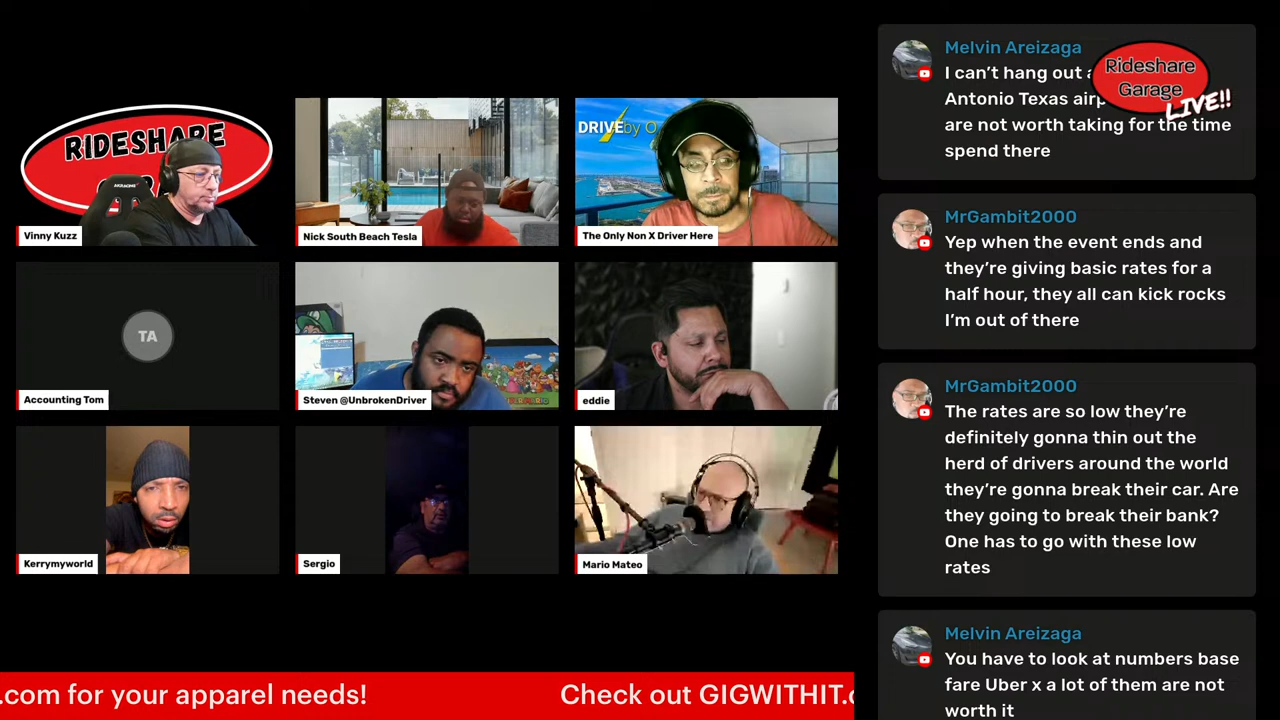 RIDESHARE
Vinny Kuzz
Nick South Beach Tesla
DRIVE by O
The Only Non X Driver Here
TA
Accounting Tom
Steven @UnbrokenDriver
eddie
Kerrymyworld
Sergio
Mario Mateo
.com for your apparel needs!
Check out GIGWITHIT.c
Rideshare
Garage
LIVE!!
Melvin Areizaga
I can't hang out a
Antonio Texas airp
are not worth taking for the time
spend there
MrGambit2000
Yep when the event ends and
they're giving basic rates for a
half hour, they all can kick rocks
I'm out of there
MrGambit2000
The rates are so low they're
definitely gonna thin out the
herd of drivers around the world
they're gonna break their car. Are
they going to break their bank?
One has to go with these low
rates
Melvin Areizaga
You have to look at numbers base
fare Uber x a lot of them are not
worth it